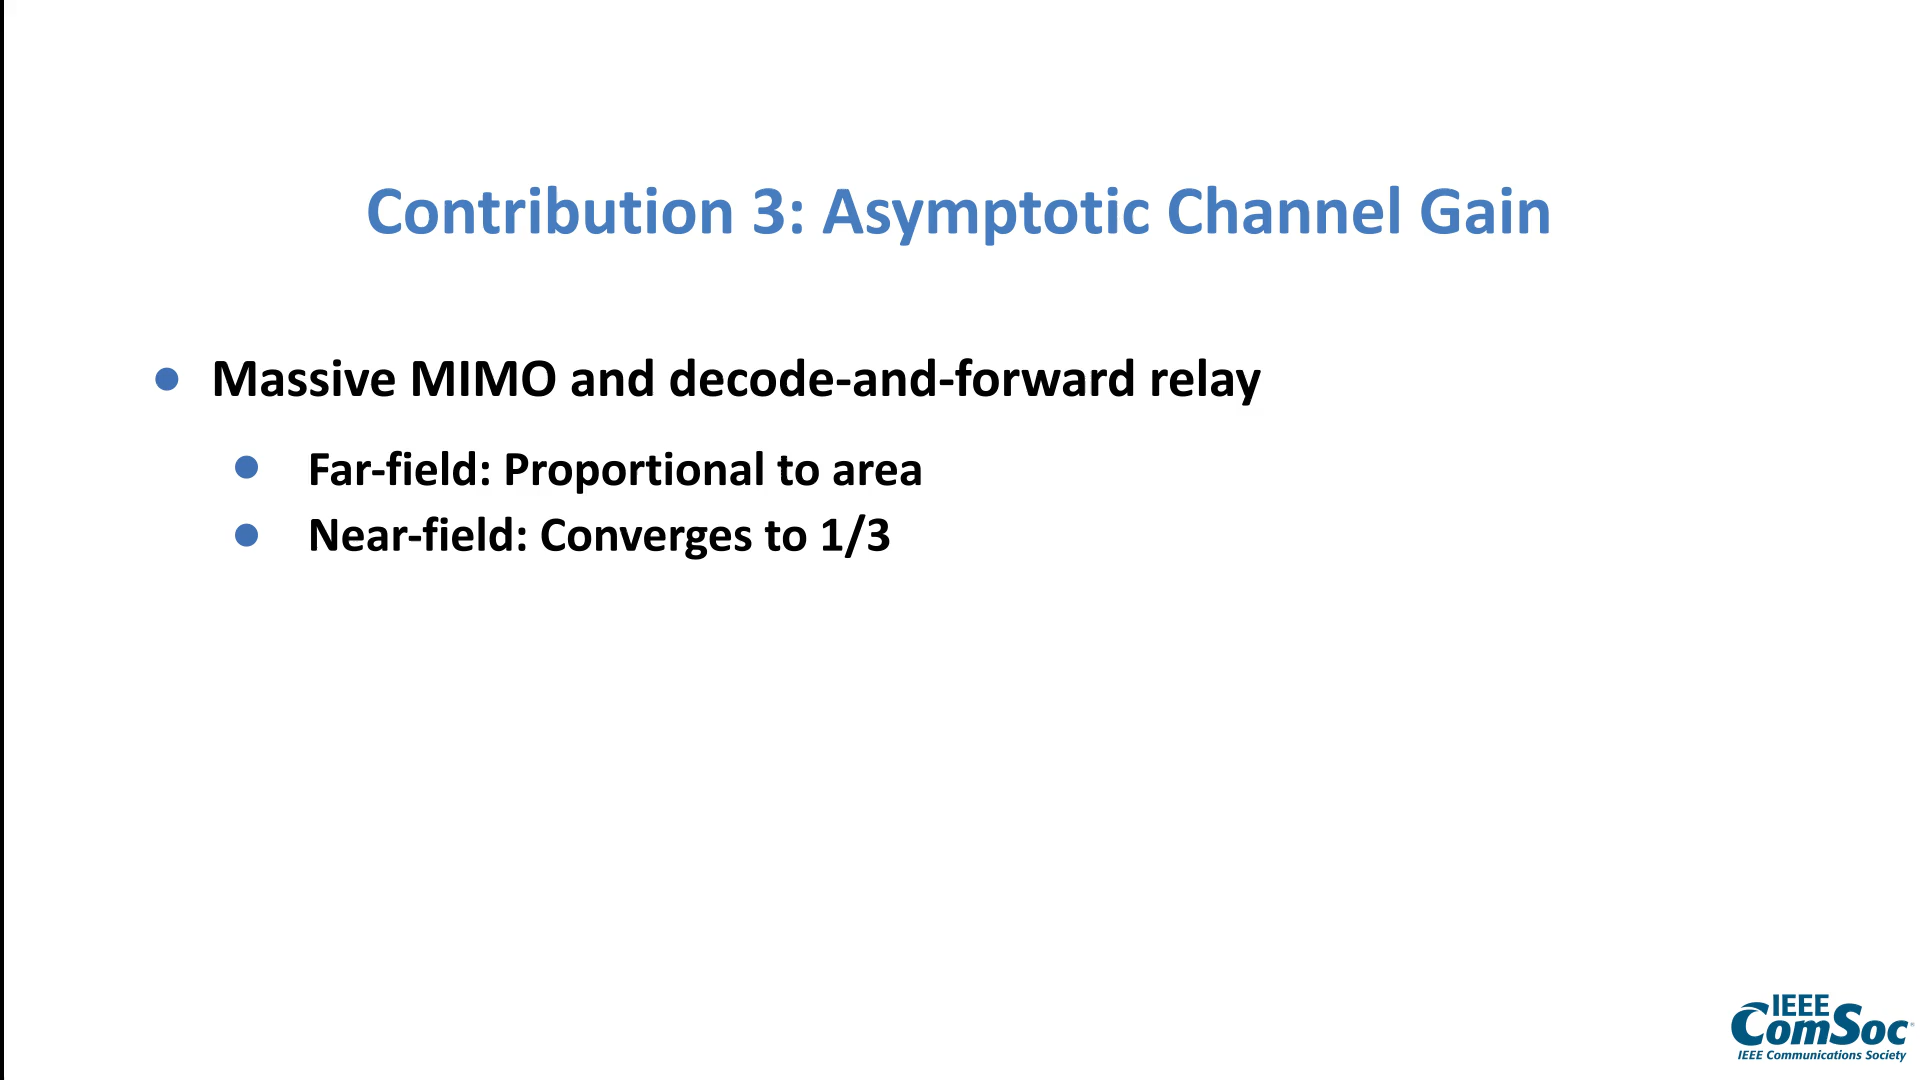 Contribution 3: Asymptotic Channel Gain
Massive MIMO and decode-and-forward relay
Far-field: Proportional to area
Near-field: Converges to 1/3
IEEE
ComSoc
IEEE Communications Society